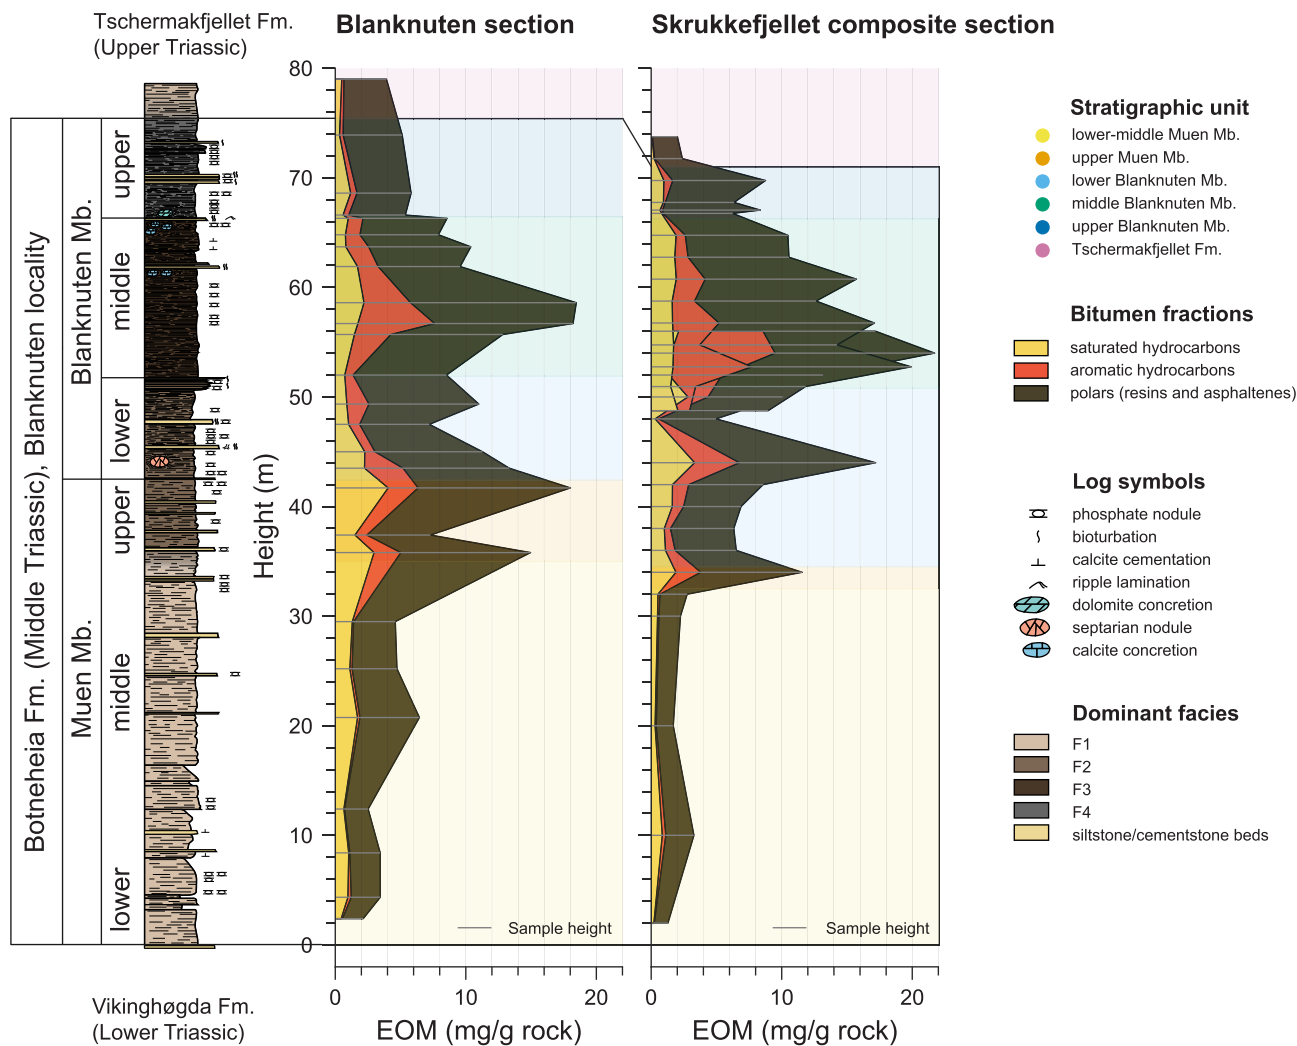 Tschermakfjellet Fm.
(Upper Triassic)
Blanknuten section
Skrukkefjellet composite section
Botneheia Fm. (Middle Triassic), Blanknuten locality
Blanknuten Mb.
Muen Mb.
upper
middle
lower
upper
middle
lower
Vikinghøgda Fm.
(Lower Triassic)
Height (m)
80
70
60
50
40
30
20
10
0
Sample height
Sample height
0
10
20
0
10
20
EOM (mg/g rock)
EOM (mg/g rock)
Stratigraphic unit
lower-middle Muen Mb.
upper Muen Mb.
lower Blanknuten Mb.
middle Blanknuten Mb.
upper Blanknuten Mb.
Tschermakfjellet Fm.
Bitumen fractions
saturated hydrocarbons
aromatic hydrocarbons
polars (resins and asphaltenes)
Log symbols
phosphate nodule
bioturbation
calcite cementation
ripple lamination
dolomite concretion
septarian nodule
calcite concretion
Dominant facies
F1
F2
F3
F4
siltstone/cementstone beds